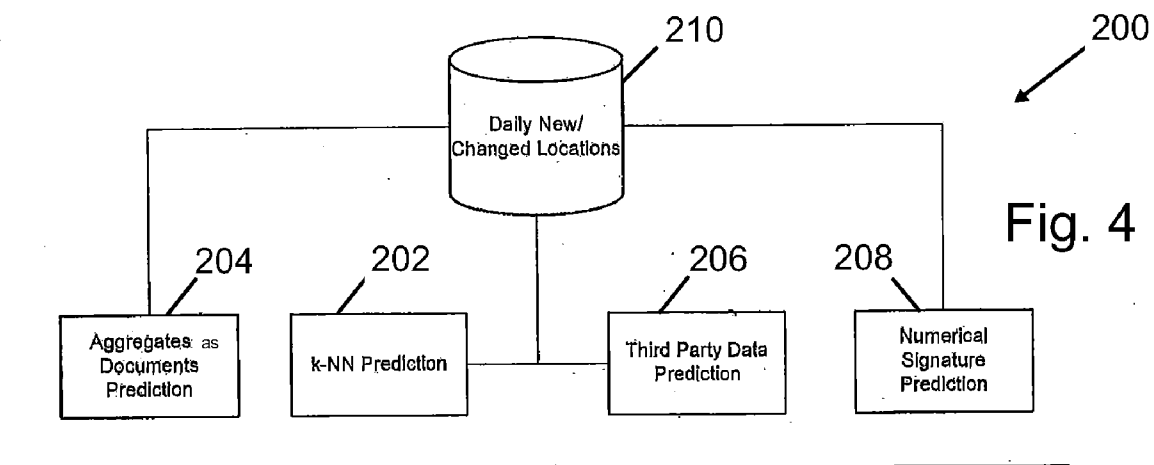 210
200
Daily New/
Changed Locations
Fig. 4
204
202
206
208
Aggregates as
Documents
Prediction
k-NN Prediction
Third Party Data
Prediction
Numerical
Signature
Prediction